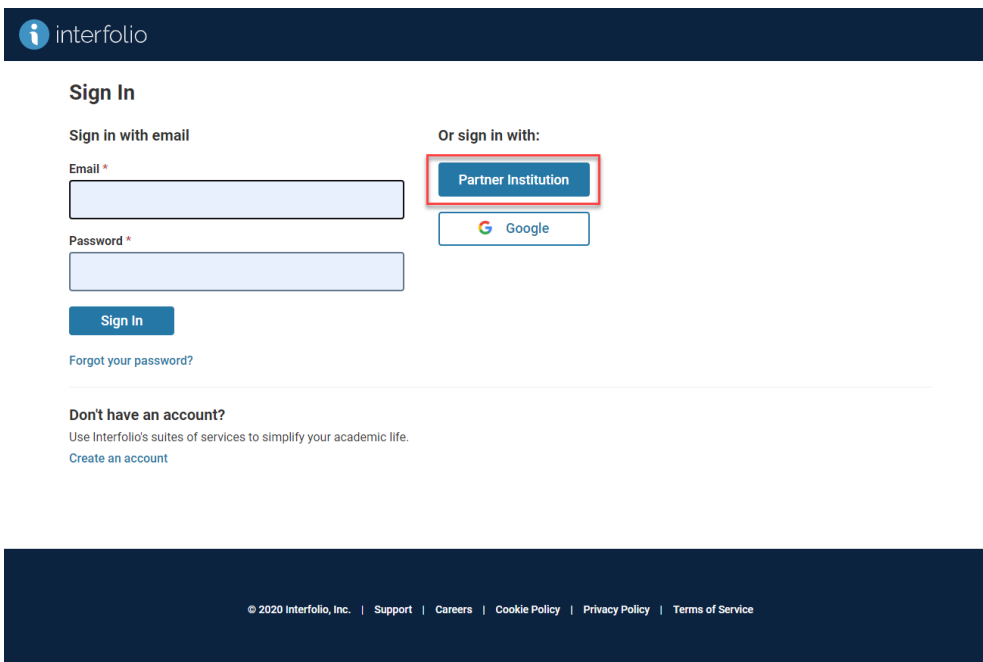 interfolio
Sign In
Sign in with email
Email *
Password *
Sign In
Forgot your password?
Or sign in with:
Partner Institution
Google
Don't have an account?
Use Interfolio's suites of services to simplify your academic life.
Create an account
© 2020 Interfolio, Inc. | Support | Careers | Cookie Policy | Privacy Policy | Terms of Service